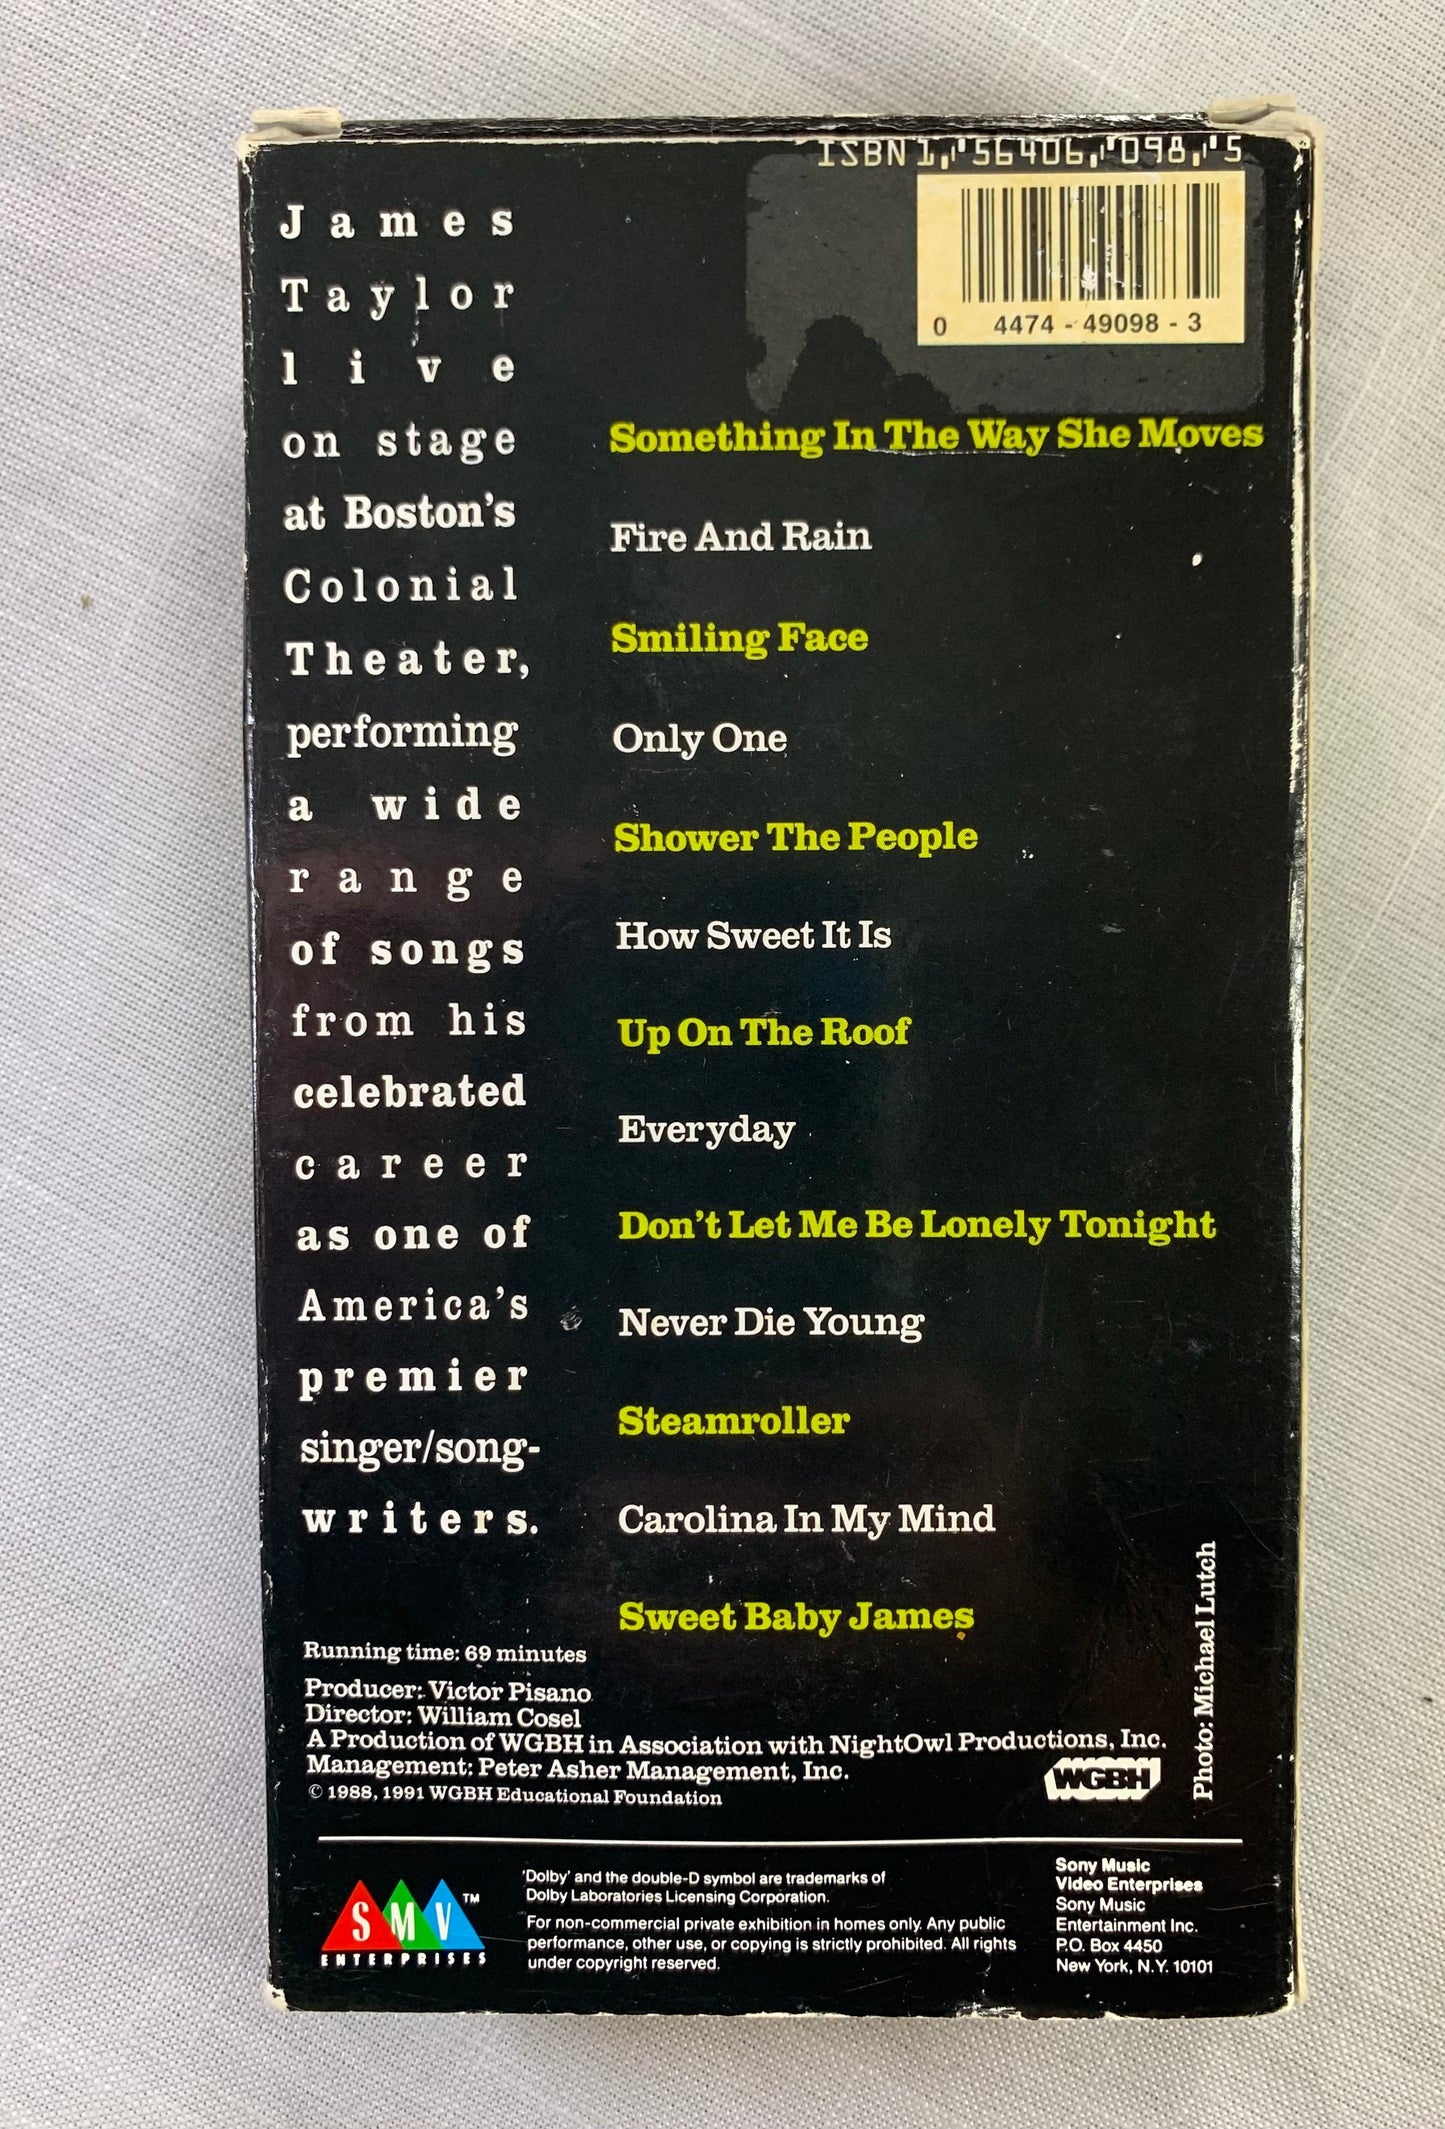 ISBN 1-56406-098-5
0 4474-49098-3
James
Taylor
live
on stage
at Boston's
Colonial
Theater,
performing
a wide
range
of songs
from his
celebrated
career
as one of
America's
premier
singer/song-
writers.
Something In The Way She Moves
Fire And Rain
Smiling Face
Only One
Shower The People
How Sweet It Is
Up On The Roof
Everyday
Don't Let Me Be Lonely Tonight
Never Die Young
Steamroller
Carolina In My Mind
Sweet Baby James
Running time: 69 minutes
Producer: Victor Pisano
Director: William Cosel
A Production of WGBH in Association with NightOwl Productions, Inc.
Management: Peter Asher Management, Inc.
© 1988, 1991 WGBH Educational Foundation
WGBH
Photo: Michael Lutch
SMV™
ENTERPRISES
'Dolby' and the double-D symbol are trademarks of
Dolby Laboratories Licensing Corporation.
For non-commercial private exhibition in homes only. Any public
performance, other use, or copying is strictly prohibited. All rights
under copyright reserved.
Sony Music
Video Enterprises
Sony Music
Entertainment Inc.
P.O. Box 4450
New York, N.Y. 10101